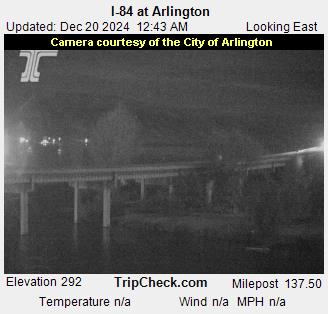 I-84 at Arlington
Updated: Dec 20 2024 12:43 AM Looking East
Camera courtesy of the City of Arlington
Elevation 292 TripCheck.com Milepost 137.50
Temperature n/a Wind n/a MPH n/a